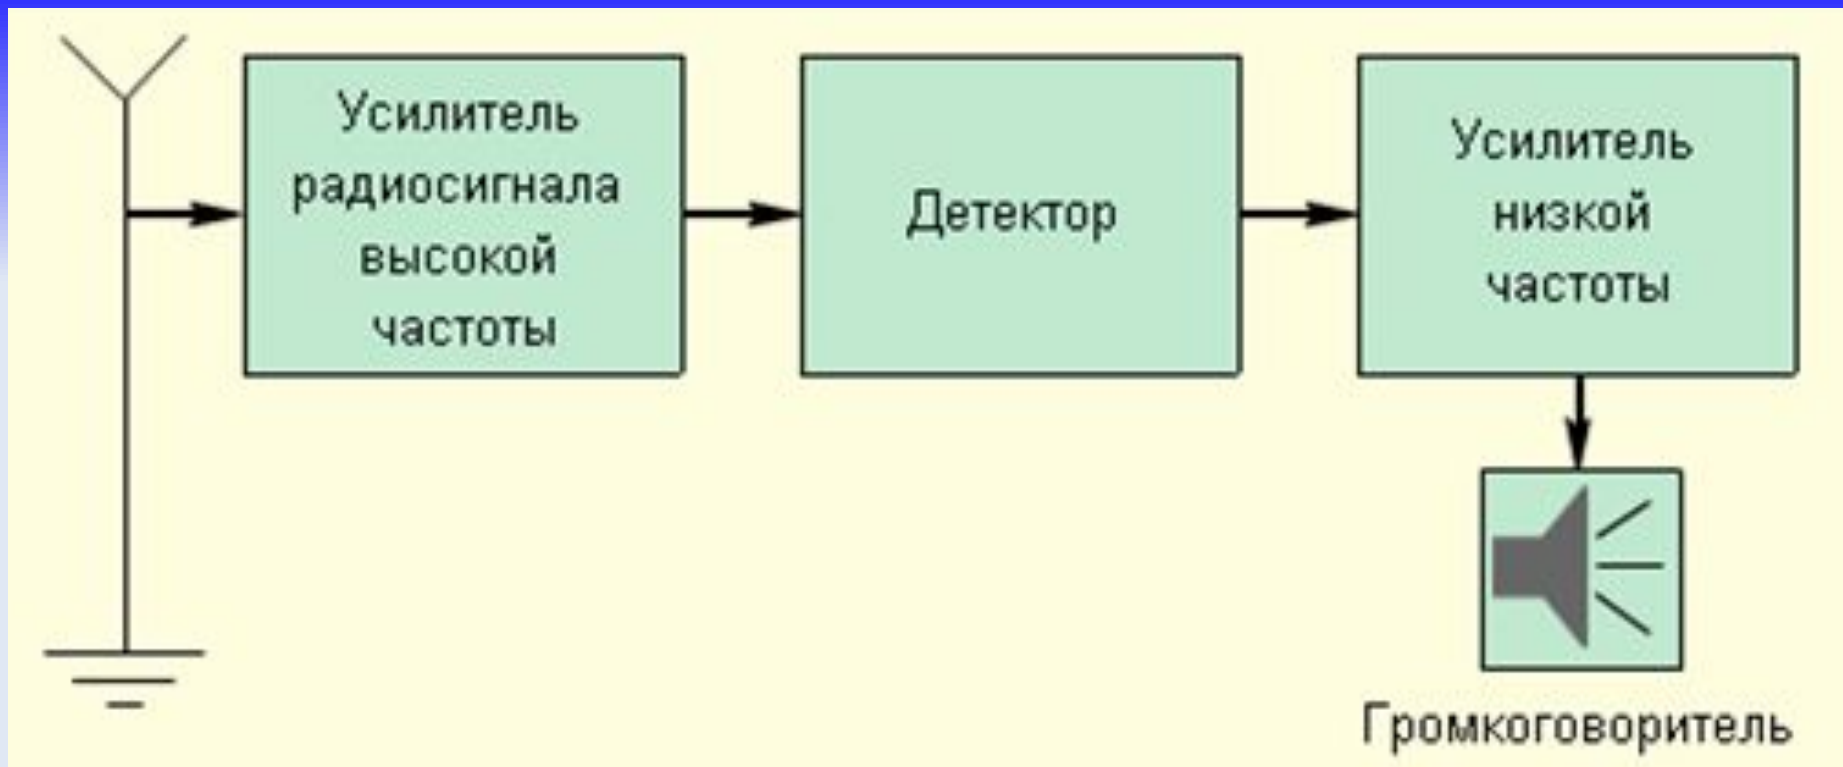 Усилитель
радиосигнала
высокой
частоты
Детектор
Усилитель
низкой
частоты
Громкоговоритель